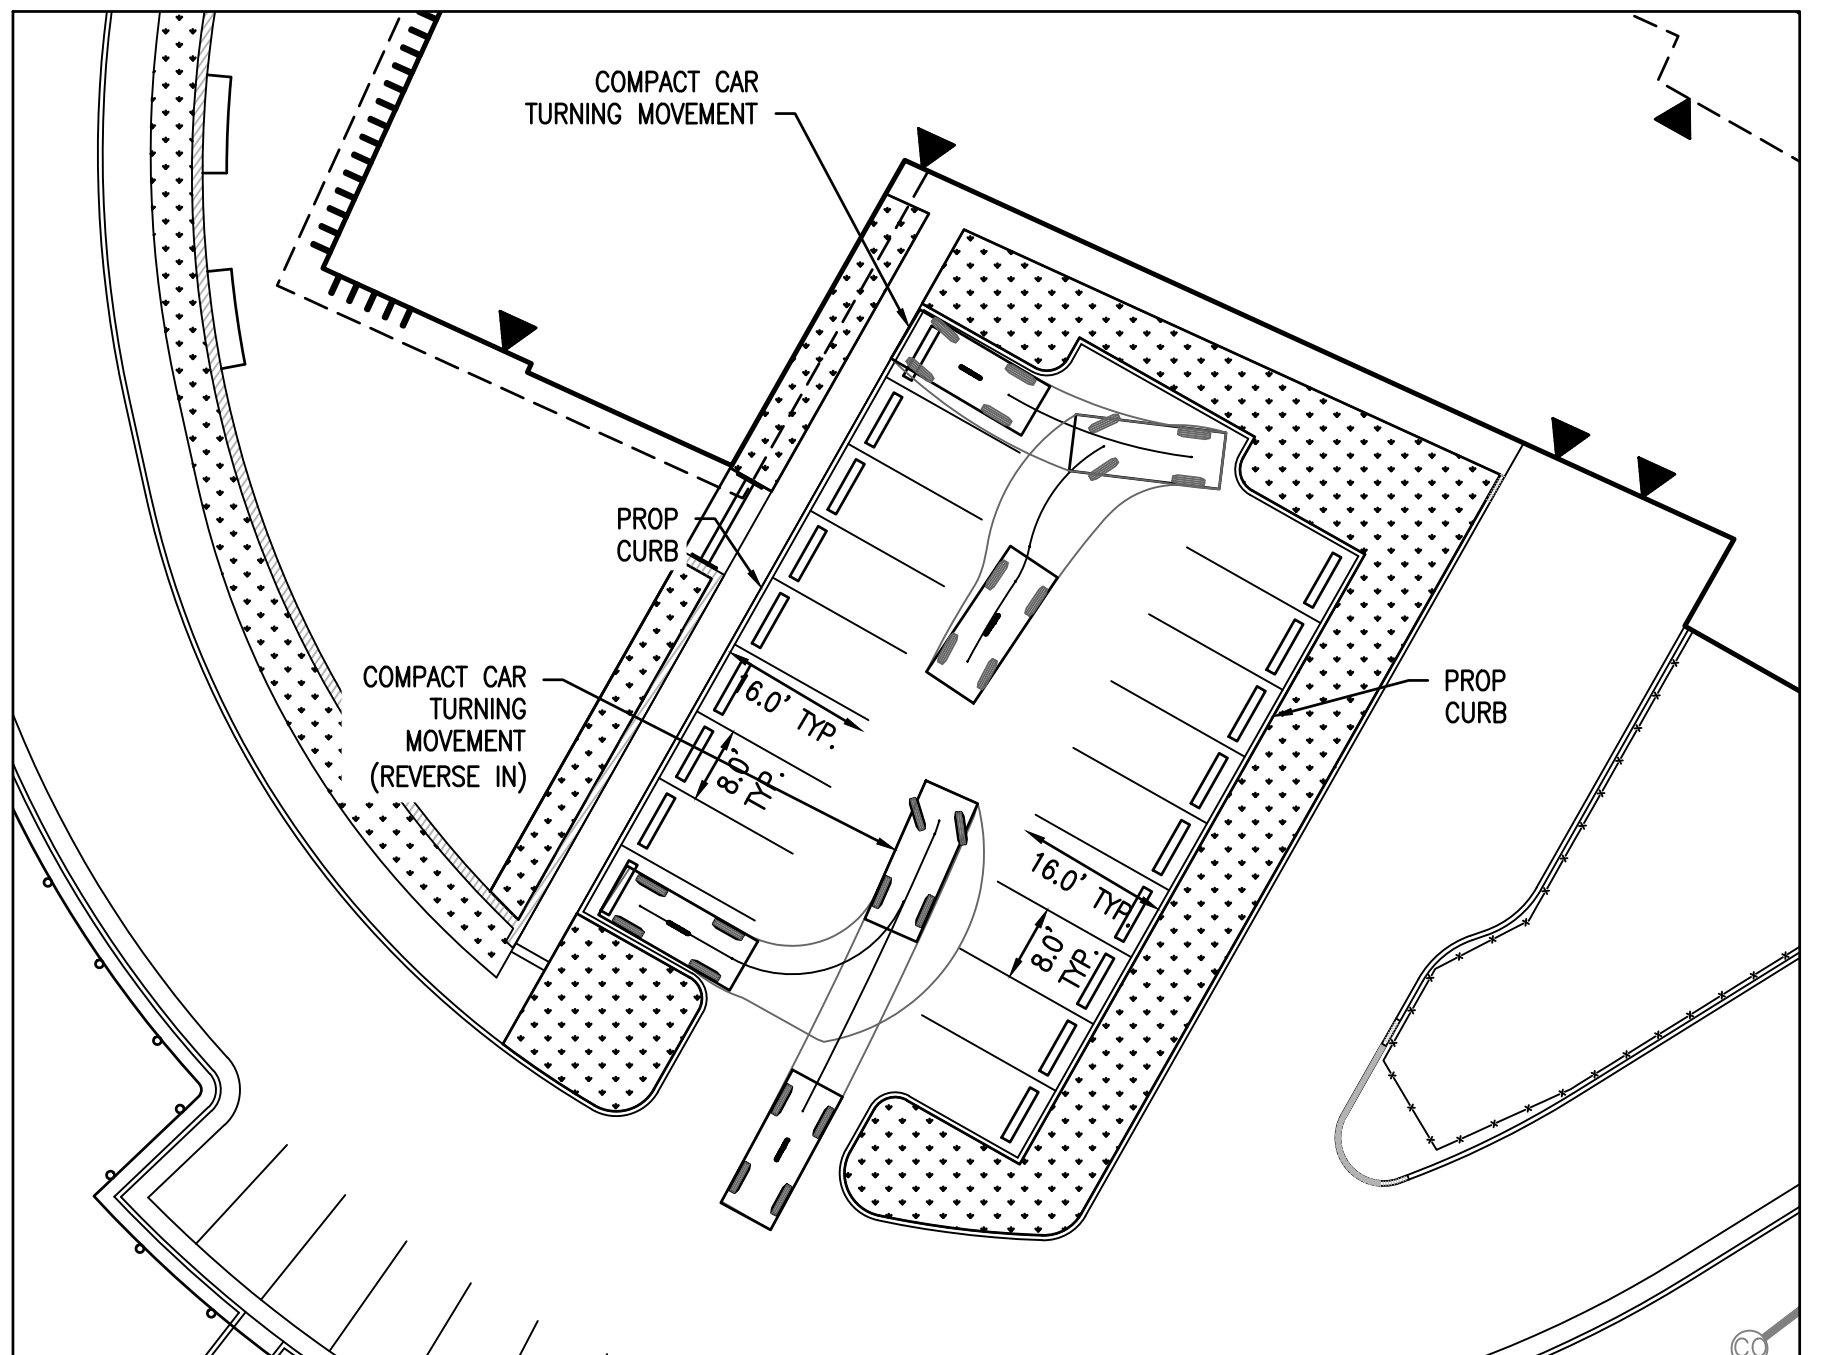 COMPACT CAR
TURNING MOVEMENT
PROP
CURB
COMPACT CAR
TURNING
MOVEMENT
(REVERSE IN)
16.0' TYP.
8.0'
TYP.
PROP
CURB
16.0' TYP.
8.0'
TYP.
CO